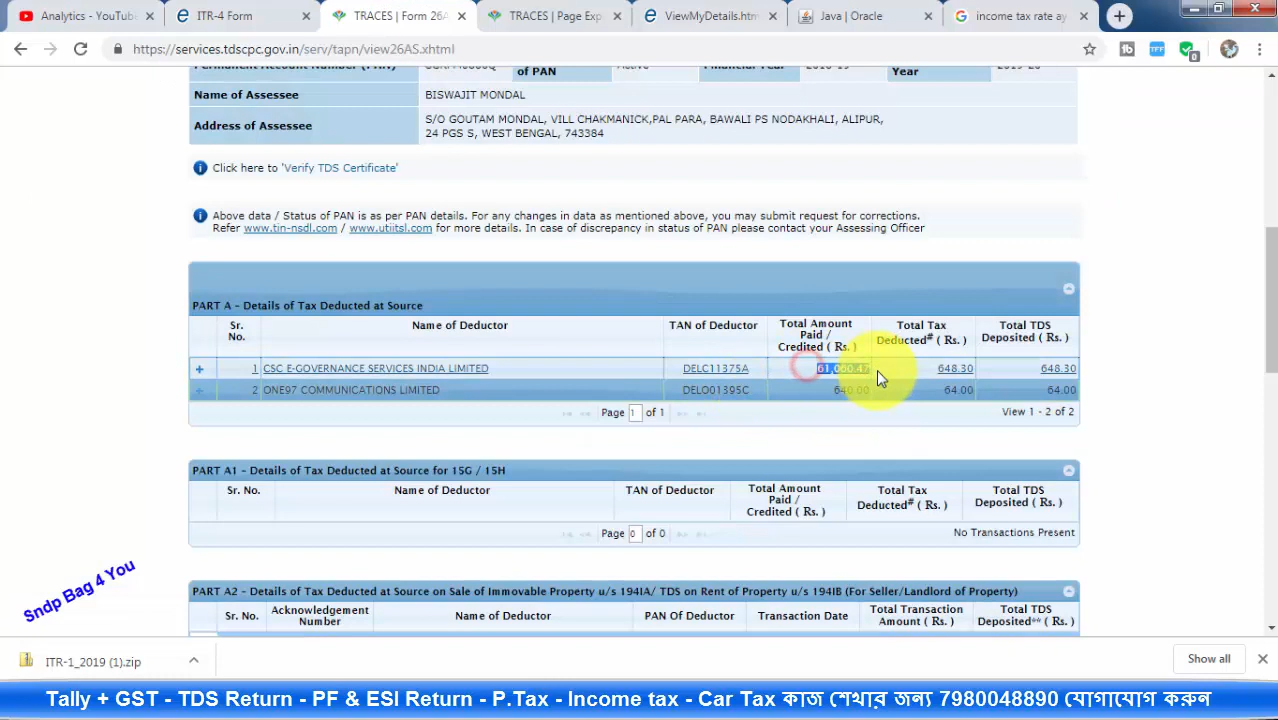 Analytics - YouTube
ITR-4 Form
TRACES | Form 26A
TRACES | Page Exp
ViewMyDetails.htm
Java | Oracle
income tax rate ay
https://services.tdscpc.gov.in/serv/tapn/view26AS.xhtml
of PAN
Year
Name of Assessee BISWAJIT MONDAL
Address of Assessee S/O GOUTAM MONDAL, VILL CHAKMANICK,PAL PARA, BAWALI PS NODAKHALI, ALIPUR,
24 PGS S, WEST BENGAL, 743384
Click here to 'Verify TDS Certificate'
Above data / Status of PAN is as per PAN details. For any changes in data as mentioned above, you may submit request for corrections.
Refer www.tin-nsdl.com / www.utiitsl.com for more details. In case of discrepancy in status of PAN please contact your Assessing Officer
PART A - Details of Tax Deducted at Source
Sr. No. Name of Deductor TAN of Deductor Total Amount Paid / Credited ( Rs. ) Total Tax Deducted# ( Rs. ) Total TDS Deposited ( Rs. )
+ 1 CSC E-GOVERNANCE SERVICES INDIA LIMITED DELC11375A 61,060.47 648.30 648.30
+ 2 ONE97 COMMUNICATIONS LIMITED DELO01395C 640.00 64.00 64.00
Page 1 of 1 View 1 - 2 of 2
PART A1 - Details of Tax Deducted at Source for 15G / 15H
Sr. No. Name of Deductor TAN of Deductor Total Amount Paid / Credited ( Rs. ) Total Tax Deducted# ( Rs. ) Total TDS Deposited ( Rs. )
Page 0 of 0 No Transactions Present
PART A2 - Details of Tax Deducted at Source on Sale of Immovable Property u/s 194IA/ TDS on Rent of Property u/s 194IB (For Seller/Landlord of Property)
Sr. No. Acknowledgement Number Name of Deductor PAN Of Deductor Transaction Date Total Transaction Amount ( Rs. ) Total TDS Deposited** ( Rs. )
Sndp Bag 4 You
ITR-1_2019 (1).zip
Show all
Tally + GST - TDS Return - PF & ESI Return - P.Tax - Income tax - Car Tax কাজ শেখার জন্য 7980048890 যোগাযোগ করুন